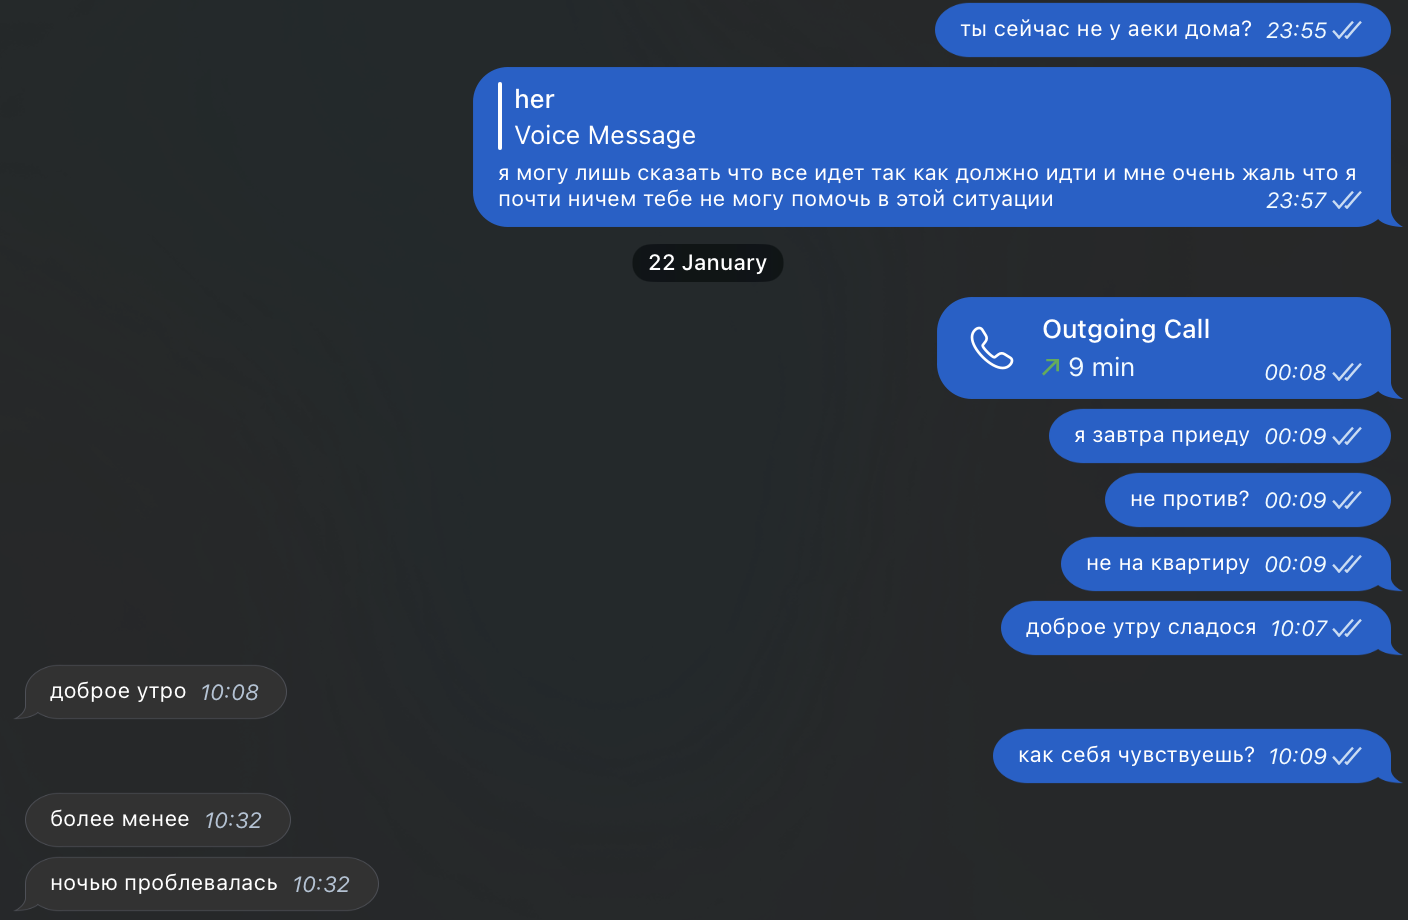 ты сейчас не у аеки дома? 23:55
her
Voice Message
я могу лишь сказать что все идет так как должно идти и мне очень жаль что я
почти ничем тебе не могу помочь в этой ситуации 23:57
22 January
Outgoing Call
9 min 00:08
я завтра приеду 00:09
не против? 00:09
не на квартиру 00:09
доброе утру сладося 10:07
доброе утро 10:08
как себя чувствуешь? 10:09
более менее 10:32
ночью проблевалась 10:32